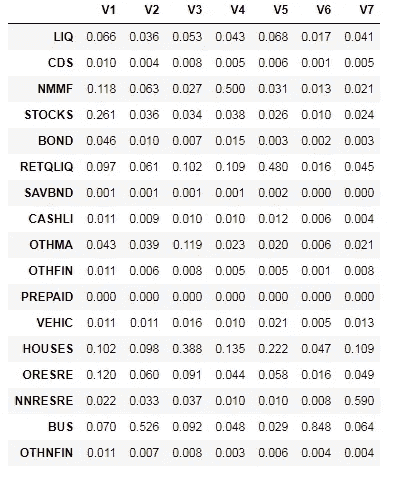 V1 V2 V3 V4 V5 V6 V7
LIQ 0.066 0.036 0.053 0.043 0.068 0.017 0.041
CDS 0.010 0.004 0.008 0.005 0.006 0.001 0.005
NMMF 0.118 0.063 0.027 0.500 0.031 0.013 0.021
STOCKS 0.261 0.036 0.034 0.038 0.026 0.010 0.024
BOND 0.046 0.010 0.007 0.015 0.003 0.002 0.003
RETQLIQ 0.097 0.061 0.102 0.109 0.480 0.016 0.045
SAVBND 0.001 0.001 0.001 0.001 0.002 0.000 0.000
CASHLI 0.011 0.009 0.010 0.010 0.012 0.006 0.004
OTHMA 0.043 0.039 0.119 0.023 0.020 0.006 0.021
OTHFIN 0.011 0.006 0.008 0.005 0.005 0.001 0.008
PREPAID 0.000 0.000 0.000 0.000 0.000 0.000 0.000
VEHIC 0.011 0.011 0.016 0.010 0.021 0.005 0.013
HOUSES 0.102 0.098 0.388 0.135 0.222 0.047 0.109
ORESRE 0.120 0.060 0.091 0.044 0.058 0.016 0.049
NNRESRE 0.022 0.033 0.037 0.010 0.010 0.008 0.590
BUS 0.070 0.526 0.092 0.048 0.029 0.848 0.064
OTHNFIN 0.011 0.007 0.008 0.003 0.006 0.004 0.004